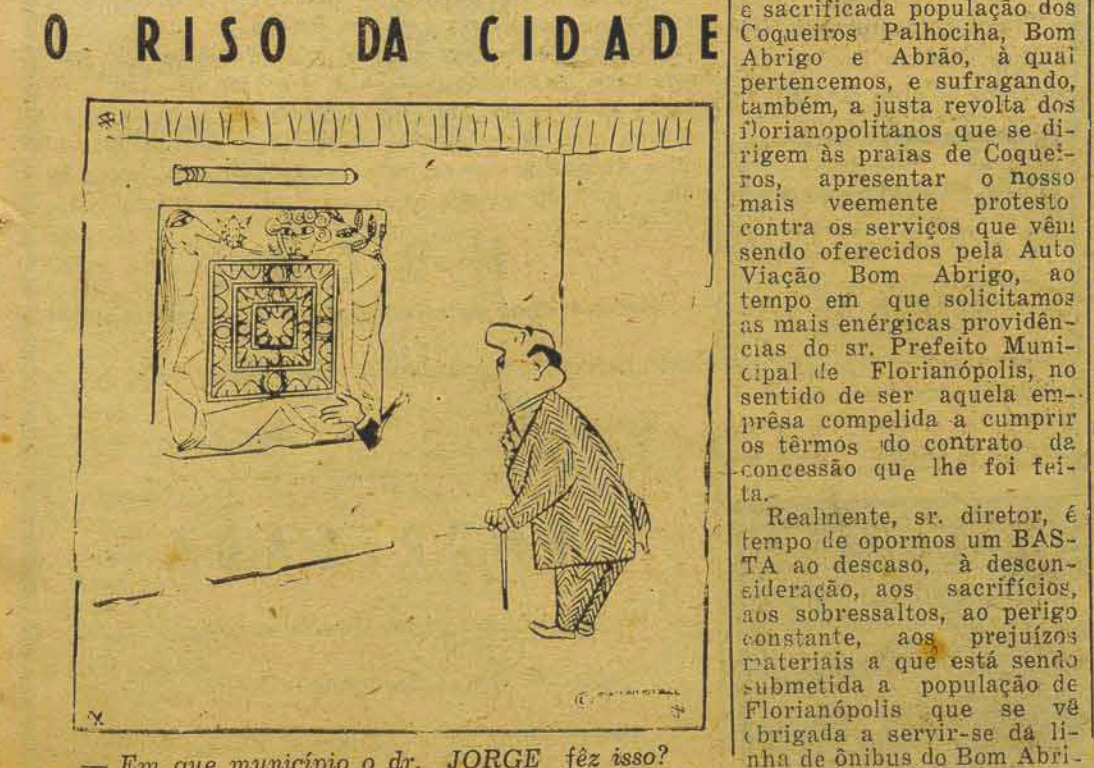 O RISO DA CIDADE
— Em que município o dr. JORGE fêz isso?
e sacrificada população dos
Coqueiros Palhociha, Bom
Abrigo e Abrão, à qual
pertencemos, e sufragando,
também, a justa revolta dos
florianopolitanos que se di-
rigem às praias de Coquei-
ros, apresentar o nosso
mais veemente protesto
contra os serviços que vêm
sendo oferecidos pela Auto
Viação Bom Abrigo, ao
tempo em que solicitamos
as mais enérgicas providên-
cias do sr. Prefeito Muni-
cipal de Florianópolis, no
sentido de ser aquela em-
prêsa compelida a cumprir
os têrmos do contrato da
concessão que lhe foi fei-
ta.
Realmente, sr. diretor, é
tempo de opormos um BAS-
TA ao descaso, à descon-
sideração, aos sacrifícios,
aos sobressaltos, ao perigo
constante, aos prejuízos
materiais a que está sendo
submetida a população de
Florianópolis que se vê
obrigada a servir-se da li-
nha de ônibus do Bom Abri-